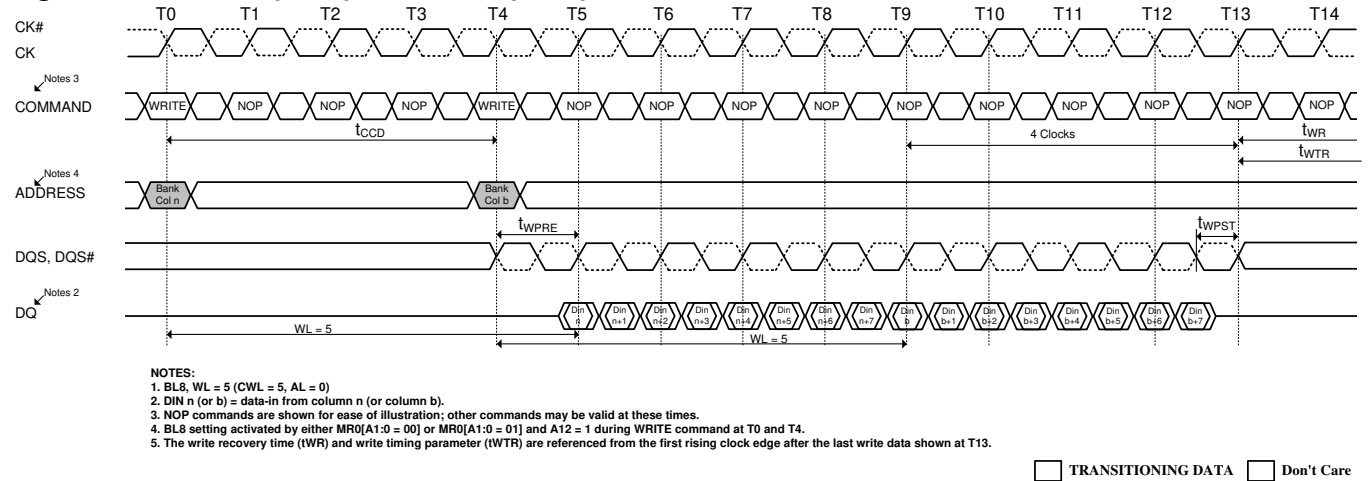 T0 T1 T2 T3 T4 T5 T6 T7 T8 T9 T10 T11 T12 T13 T14
CK#
CK
Notes 3
COMMAND
WRITE NOP NOP NOP WRITE NOP NOP NOP NOP NOP NOP NOP NOP NOP NOP
tCCD
4 Clocks
tWR
tWTR
Notes 4
ADDRESS
Bank Col n
Bank Col b
tWPRE
tWPST
DQS, DQS#
Notes 2
DQ
Din n Din n+1 Din n+2 Din n+3 Din n+4 Din n+5 Din n+6 Din n+7 Din b Din b+1 Din b+2 Din b+3 Din b+4 Din b+5 Din b+6 Din b+7
WL = 5
WL = 5
NOTES:
1. BL8, WL = 5 (CWL = 5, AL = 0)
2. DIN n (or b) = data-in from column n (or column b).
3. NOP commands are shown for ease of illustration; other commands may be valid at these times.
4. BL8 setting activated by either MR0[A1:0 = 00] or MR0[A1:0 = 01] and A12 = 1 during WRITE command at T0 and T4.
5. The write recovery time (tWR) and write timing parameter (tWTR) are referenced from the first rising clock edge after the last write data shown at T13.
TRANSITIONING DATA Don't Care